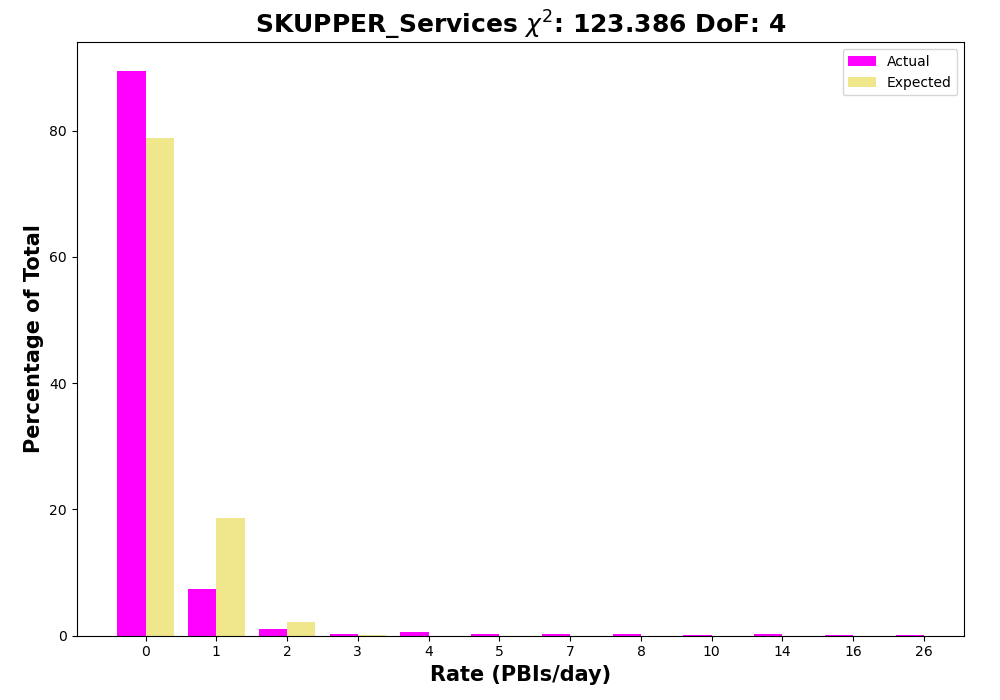 SKUPPER_Services χ²: 123.386 DoF: 4
Actual
Expected
80
60
40
20
0
Percentage of Total
0 1 2 3 4 5 7 8 10 14 16 26
Rate (PBIs/day)